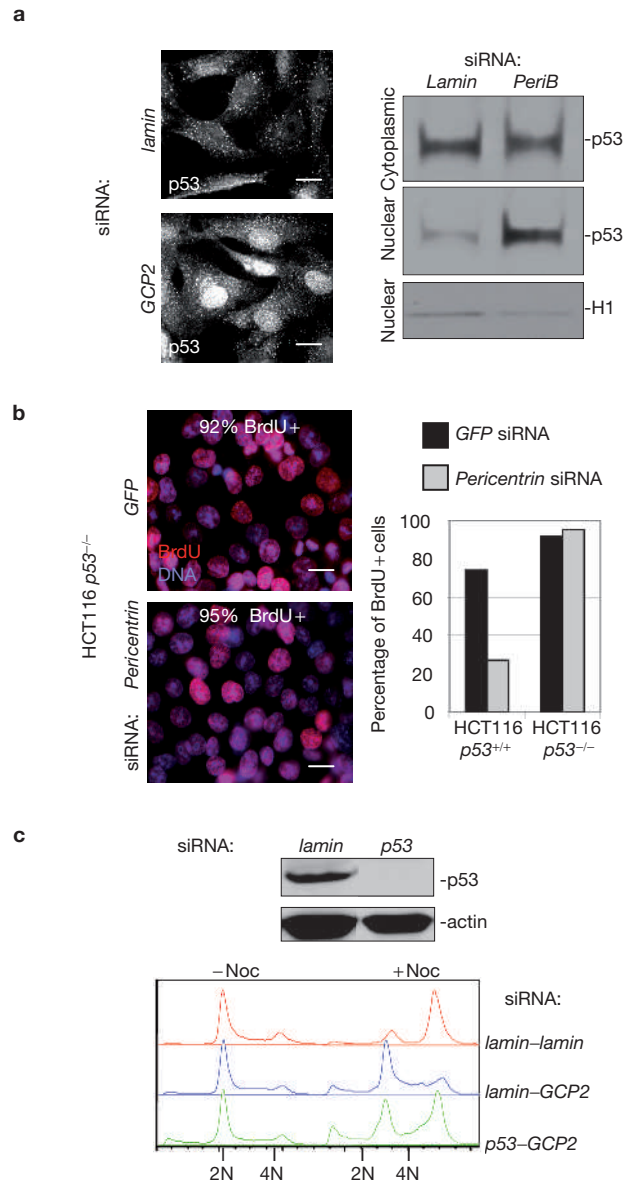 a
siRNA:
lamin
p53
GCP2
p53
siRNA:
Lamin PeriB
Cytoplasmic
-p53
Nuclear
-p53
Nuclear
-H1
b
HCT116 p53–/–
siRNA:
GFP
92% BrdU+
BrdU
DNA
Pericentrin
95% BrdU+
GFP siRNA
Pericentrin siRNA
Percentage of BrdU+cells
100
80
60
40
20
0
HCT116 HCT116
p53+/+ p53–/–
c
siRNA: lamin p53
-p53
-actin
–Noc +Noc
siRNA:
lamin–lamin
lamin–GCP2
p53–GCP2
2N 4N 2N 4N